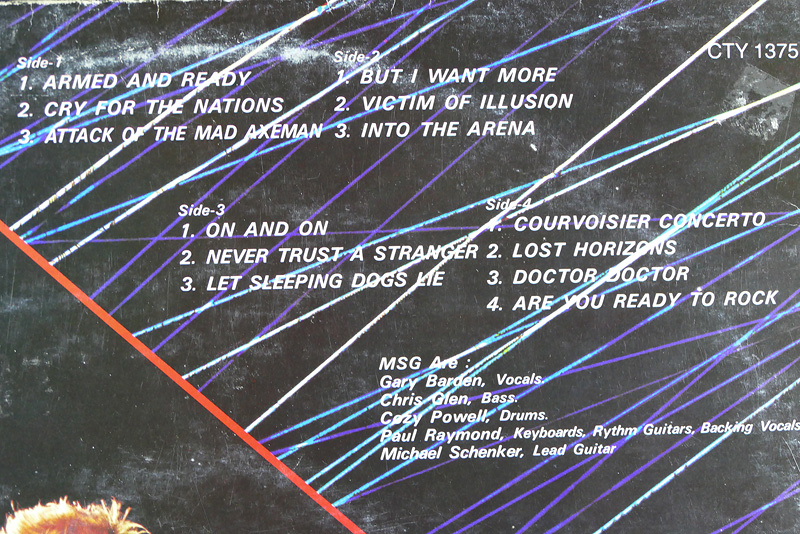 CTY 1375
Side-1
1. ARMED AND READY
2. CRY FOR THE NATIONS
3. ATTACK OF THE MAD AXEMAN
Side-2
1. BUT I WANT MORE
2. VICTIM OF ILLUSION
3. INTO THE ARENA
Side-3
1. ON AND ON
2. NEVER TRUST A STRANGER
3. LET SLEEPING DOGS LIE
Side-4
1. COURVOISIER CONCERTO
2. LOST HORIZONS
3. DOCTOR DOCTOR
4. ARE YOU READY TO ROCK
MSG Are :
Gary Barden, Vocals.
Chris Glen, Bass.
Cozy Powell, Drums.
Paul Raymond, Keyboards, Rythm Guitars, Backing Vocals
Michael Schenker, Lead Guitar